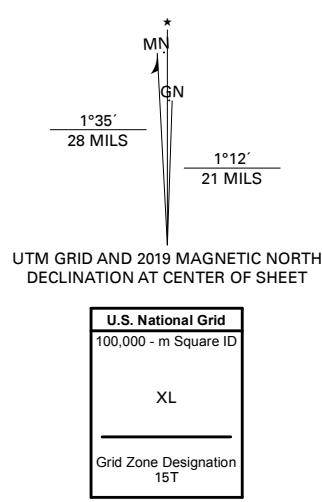 ★
MN
GN
1°35´
28 MILS
1°12´
21 MILS
UTM GRID AND 2019 MAGNETIC NORTH
DECLINATION AT CENTER OF SHEET
U.S. National Grid
100,000 - m Square ID
XL
Grid Zone Designation
15T